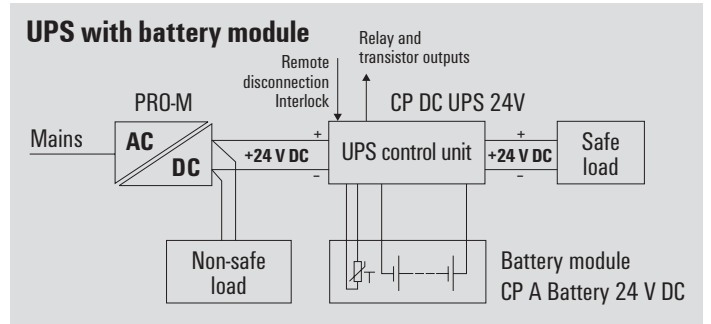 UPS with battery module
Relay and
transistor outputs
Remote
disconnection
Interlock
PRO-M
CP DC UPS 24V
Mains
AC
DC
+
+24 V DC
–
UPS control unit
+
+24 V DC
–
Safe
load
Non-safe
load
T
Battery module
CP A Battery 24 V DC